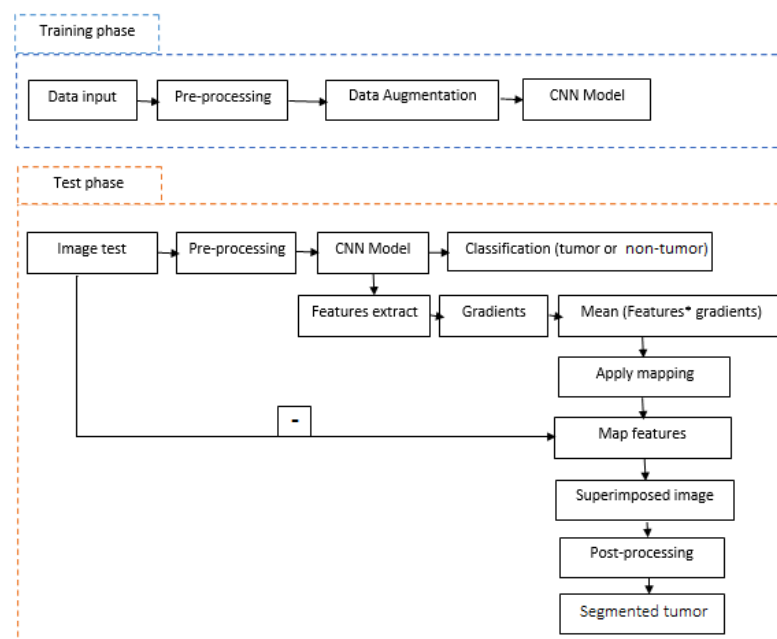 Training phase
Data input
Pre-processing
Data Augmentation
CNN Model
Test phase
Image test
Pre-processing
CNN Model
Classification (tumor or non-tumor)
Features extract
Gradients
Mean (Features* gradients)
Apply mapping
-
Map features
Superimposed image
Post-processing
Segmented tumor